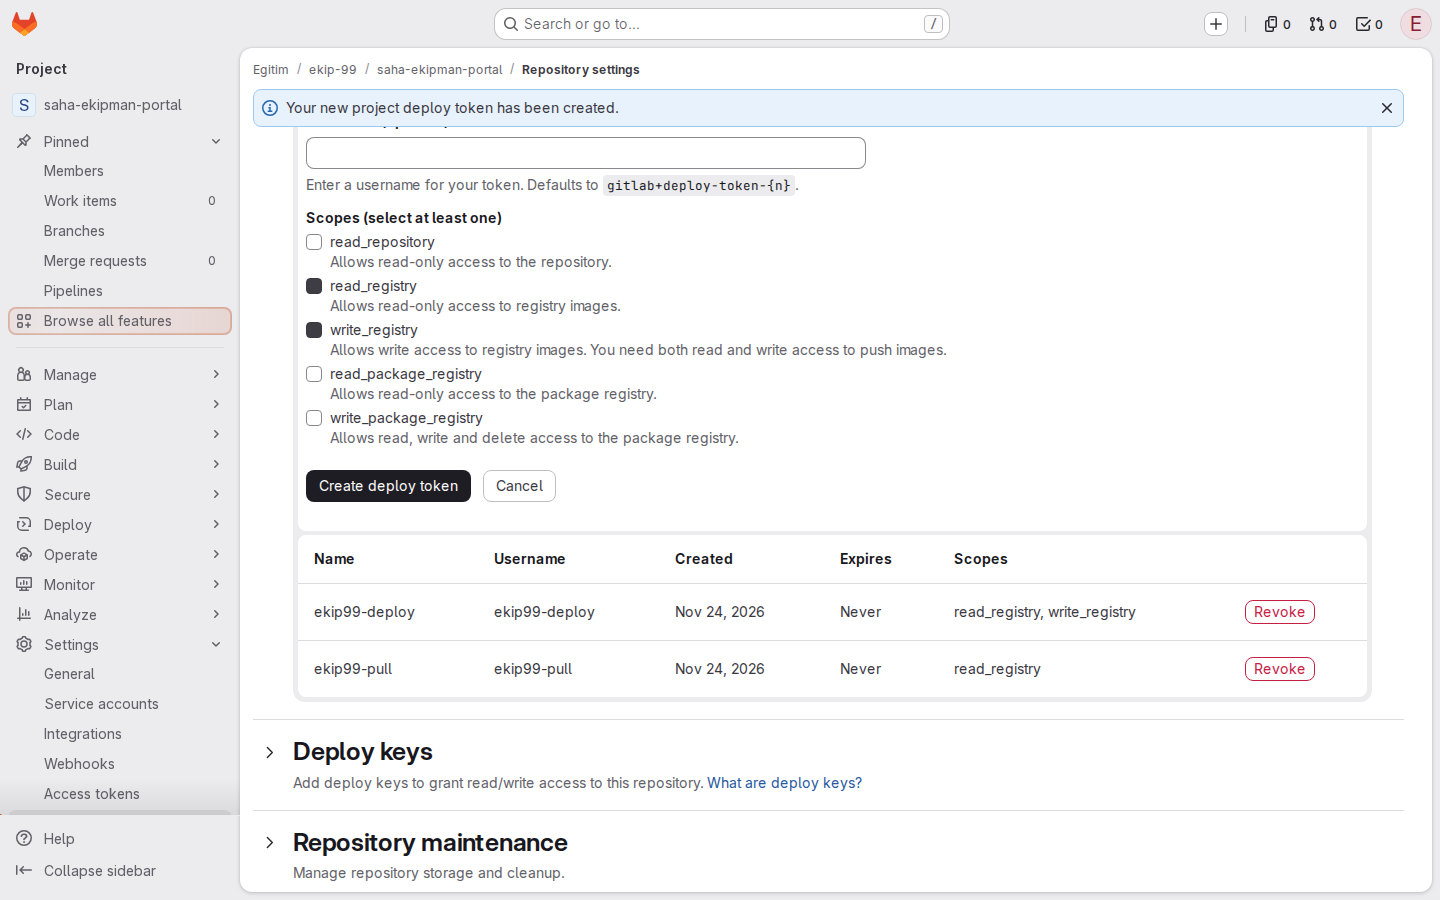 Search or go to...
/
0
0
0
E
Project
S
saha-ekipman-portal
Pinned
Members
Work items 0
Branches
Merge requests 0
Pipelines
Browse all features
Manage
Plan
Code
Build
Secure
Deploy
Operate
Monitor
Analyze
Settings
General
Service accounts
Integrations
Webhooks
Access tokens
Help
Collapse sidebar
Egitim / ekip-99 / saha-ekipman-portal / Repository settings
Your new project deploy token has been created.
Enter a username for your token. Defaults to gitlab+deploy-token-{n}.
Scopes (select at least one)
read_repository
Allows read-only access to the repository.
read_registry
Allows read-only access to registry images.
write_registry
Allows write access to registry images. You need both read and write access to push images.
read_package_registry
Allows read-only access to the package registry.
write_package_registry
Allows read, write and delete access to the package registry.
Create deploy token
Cancel
Name Username Created Expires Scopes
ekip99-deploy ekip99-deploy Nov 24, 2026 Never read_registry, write_registry Revoke
ekip99-pull ekip99-pull Nov 24, 2026 Never read_registry Revoke
Deploy keys
Add deploy keys to grant read/write access to this repository. What are deploy keys?
Repository maintenance
Manage repository storage and cleanup.